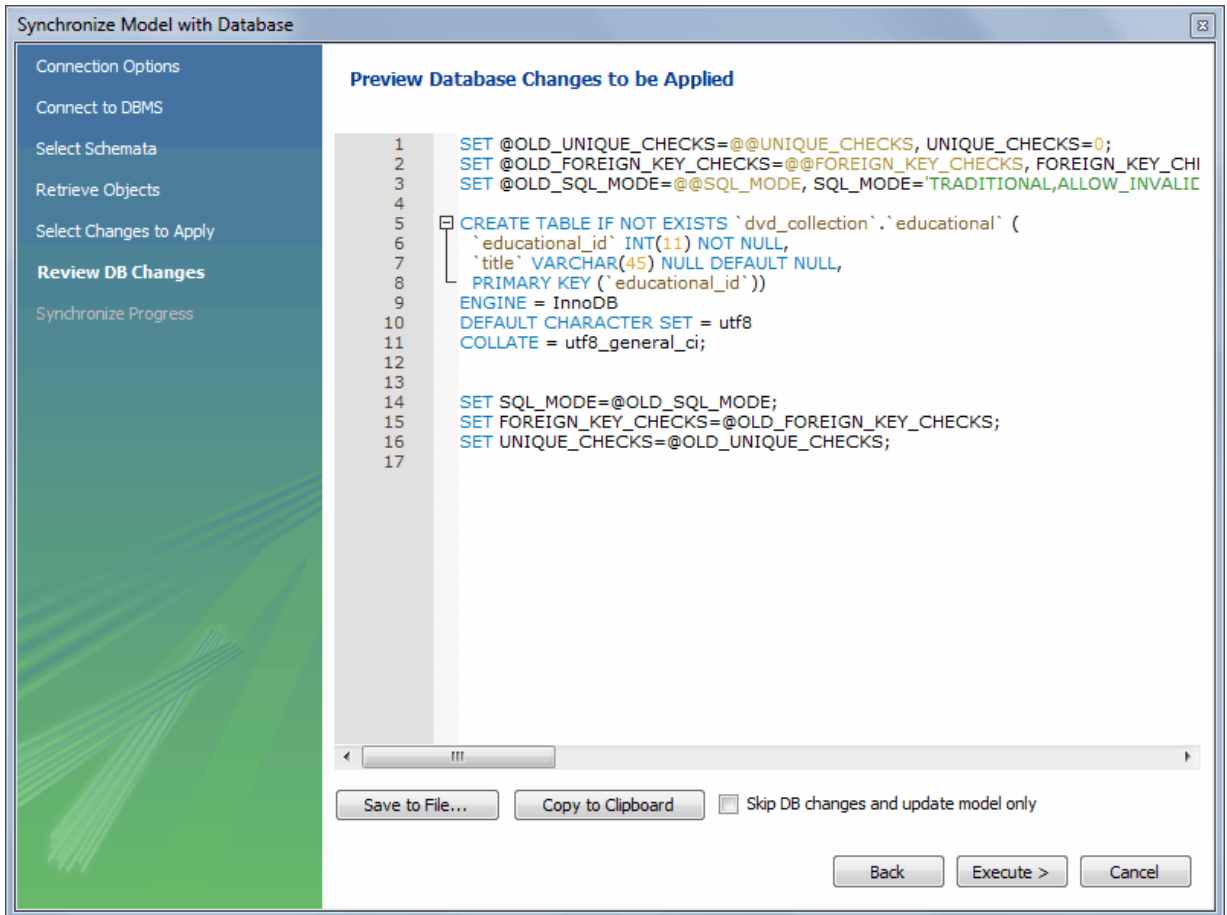 Synchronize Model with Database
Connection Options
Connect to DBMS
Select Schemata
Retrieve Objects
Select Changes to Apply
Review DB Changes
Synchronize Progress
Preview Database Changes to be Applied
1 SET @OLD_UNIQUE_CHECKS=@@UNIQUE_CHECKS, UNIQUE_CHECKS=0;
2 SET @OLD_FOREIGN_KEY_CHECKS=@@FOREIGN_KEY_CHECKS, FOREIGN_KEY_CHI
3 SET @OLD_SQL_MODE=@@SQL_MODE, SQL_MODE='TRADITIONAL,ALLOW_INVALID
4
5 CREATE TABLE IF NOT EXISTS `dvd_collection`.`educational` (
6 `educational_id` INT(11) NOT NULL,
7 `title` VARCHAR(45) NULL DEFAULT NULL,
8 PRIMARY KEY (`educational_id`))
9 ENGINE = InnoDB
10 DEFAULT CHARACTER SET = utf8
11 COLLATE = utf8_general_ci;
12
13
14 SET SQL_MODE=@OLD_SQL_MODE;
15 SET FOREIGN_KEY_CHECKS=@OLD_FOREIGN_KEY_CHECKS;
16 SET UNIQUE_CHECKS=@OLD_UNIQUE_CHECKS;
17
Save to File... Copy to Clipboard Skip DB changes and update model only
Back Execute > Cancel